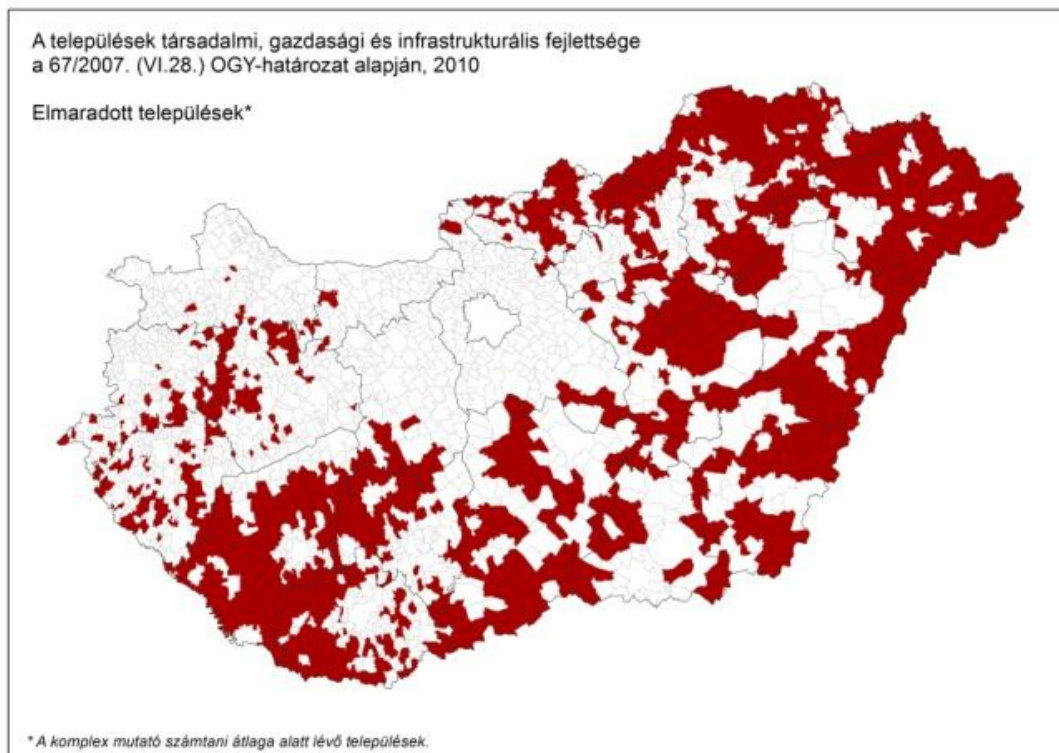 A települések társadalmi, gazdasági és infrastrukturális fejlettsége
a 67/2007. (VI.28.) OGY-határozat alapján, 2010
Elmaradott települések*
* A komplex mutató számtani átlaga alatt lévő települések.